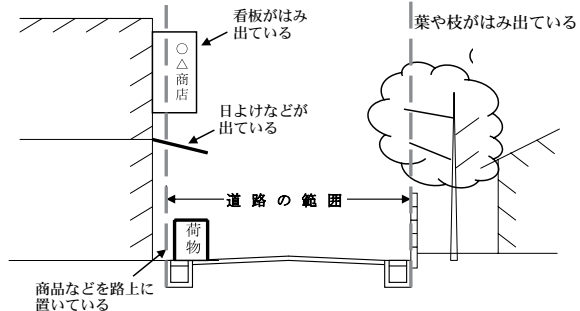 看板がはみ
出ている
葉や枝がはみ出ている
○△商店
日よけなどが
出ている
道路の範囲
荷物
商品などを路上に
置いている